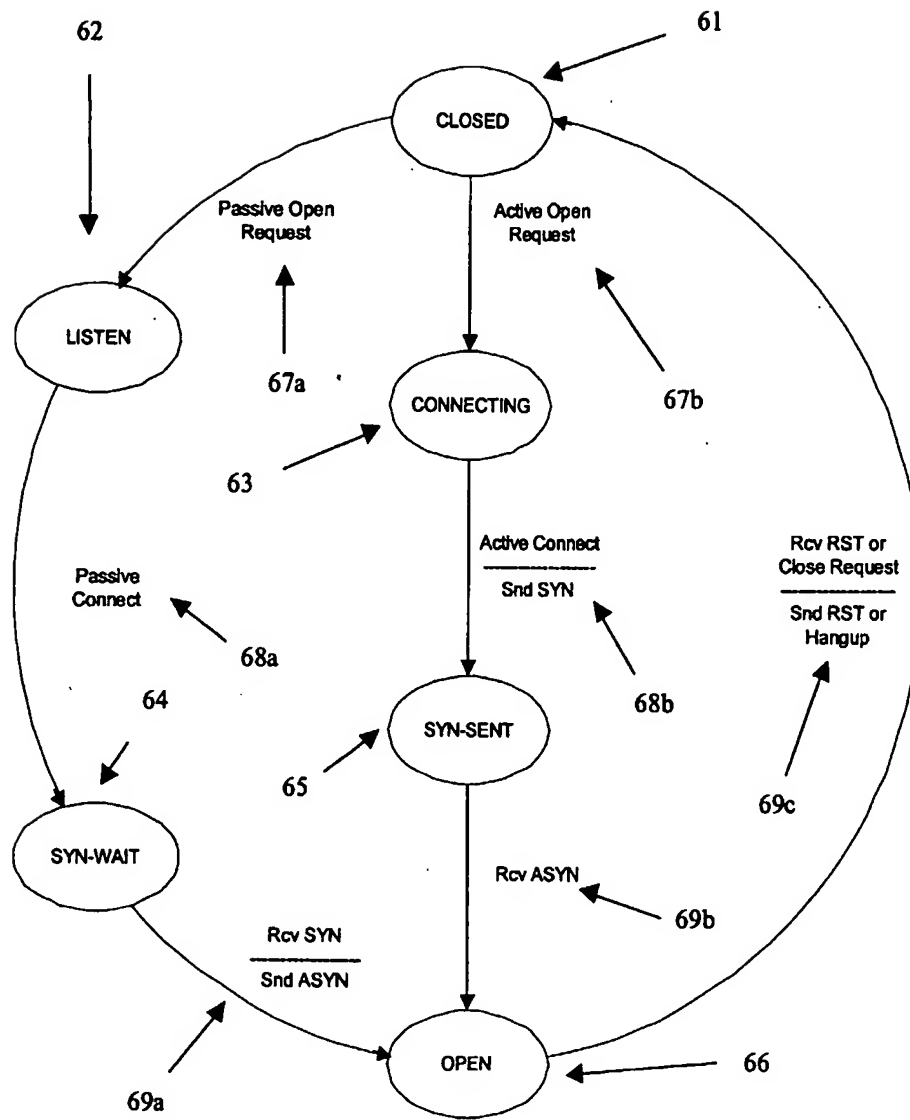 62
61
CLOSED
Passive Open
Request
Active Open
Request
LISTEN
67a
CONNECTING
67b
63
Passive
Connect
Active Connect
Snd SYN
Rcv RST or
Close Request
Snd RST or
Hangup
68a
68b
64
SYN-SENT
65
69c
SYN-WAIT
Rcv ASYN
69b
Rcv SYN
Snd ASYN
OPEN
66
69a